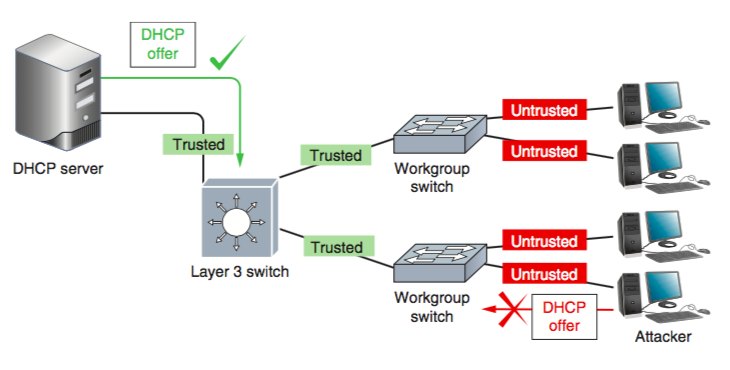 DHCP
offer
Trusted
DHCP server
Layer 3 switch
Trusted
Trusted
Workgroup
switch
Untrusted
Untrusted
Workgroup
switch
Untrusted
Untrusted
DHCP
offer
Attacker